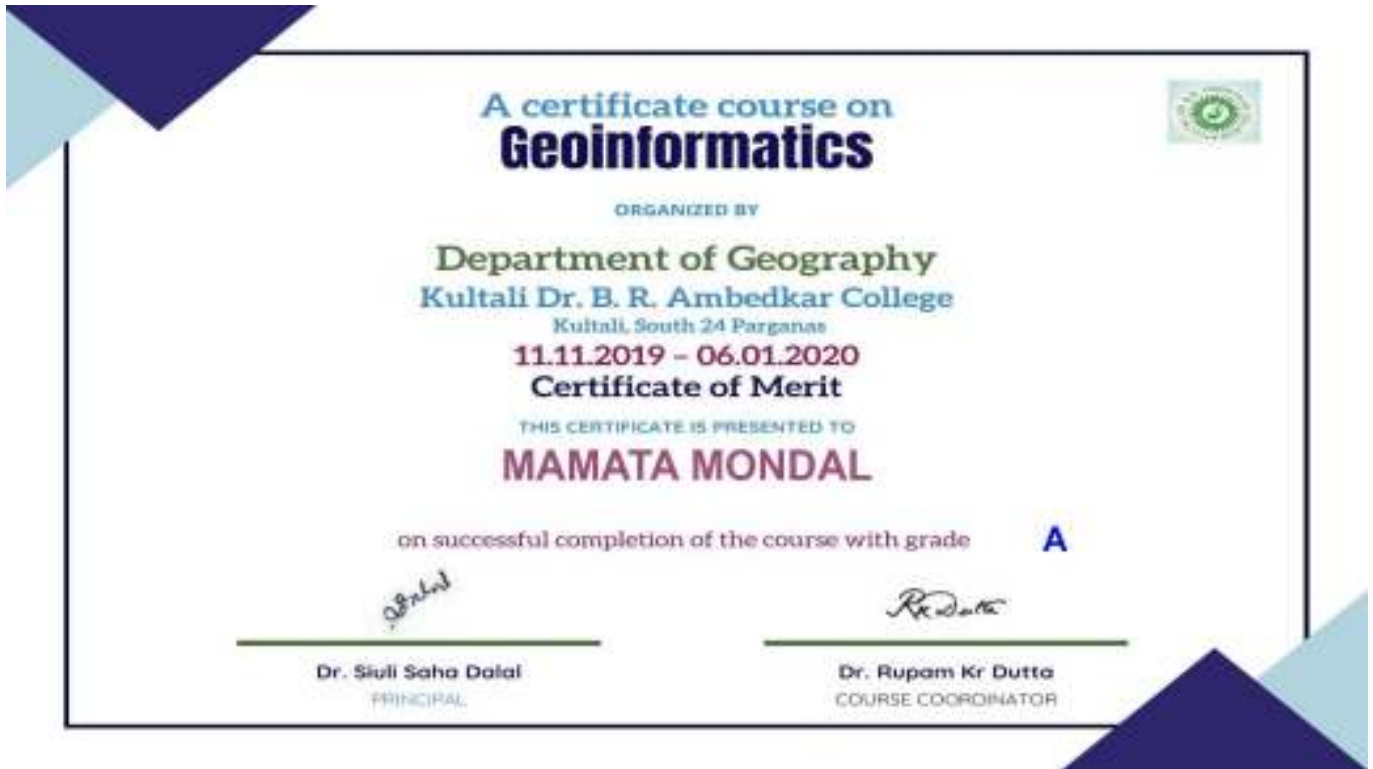 A certificate course on
Geoinformatics
ORGANIZED BY
Department of Geography
Kultali Dr. B. R. Ambedkar College
Kultali, South 24 Parganas
11.11.2019 – 06.01.2020
Certificate of Merit
THIS CERTIFICATE IS PRESENTED TO
MAMATA MONDAL
on successful completion of the course with grade A
RKDutta
Dr. Siuli Saha Dalal
PRINCIPAL
Dr. Rupam Kr Dutta
COURSE COORDINATOR